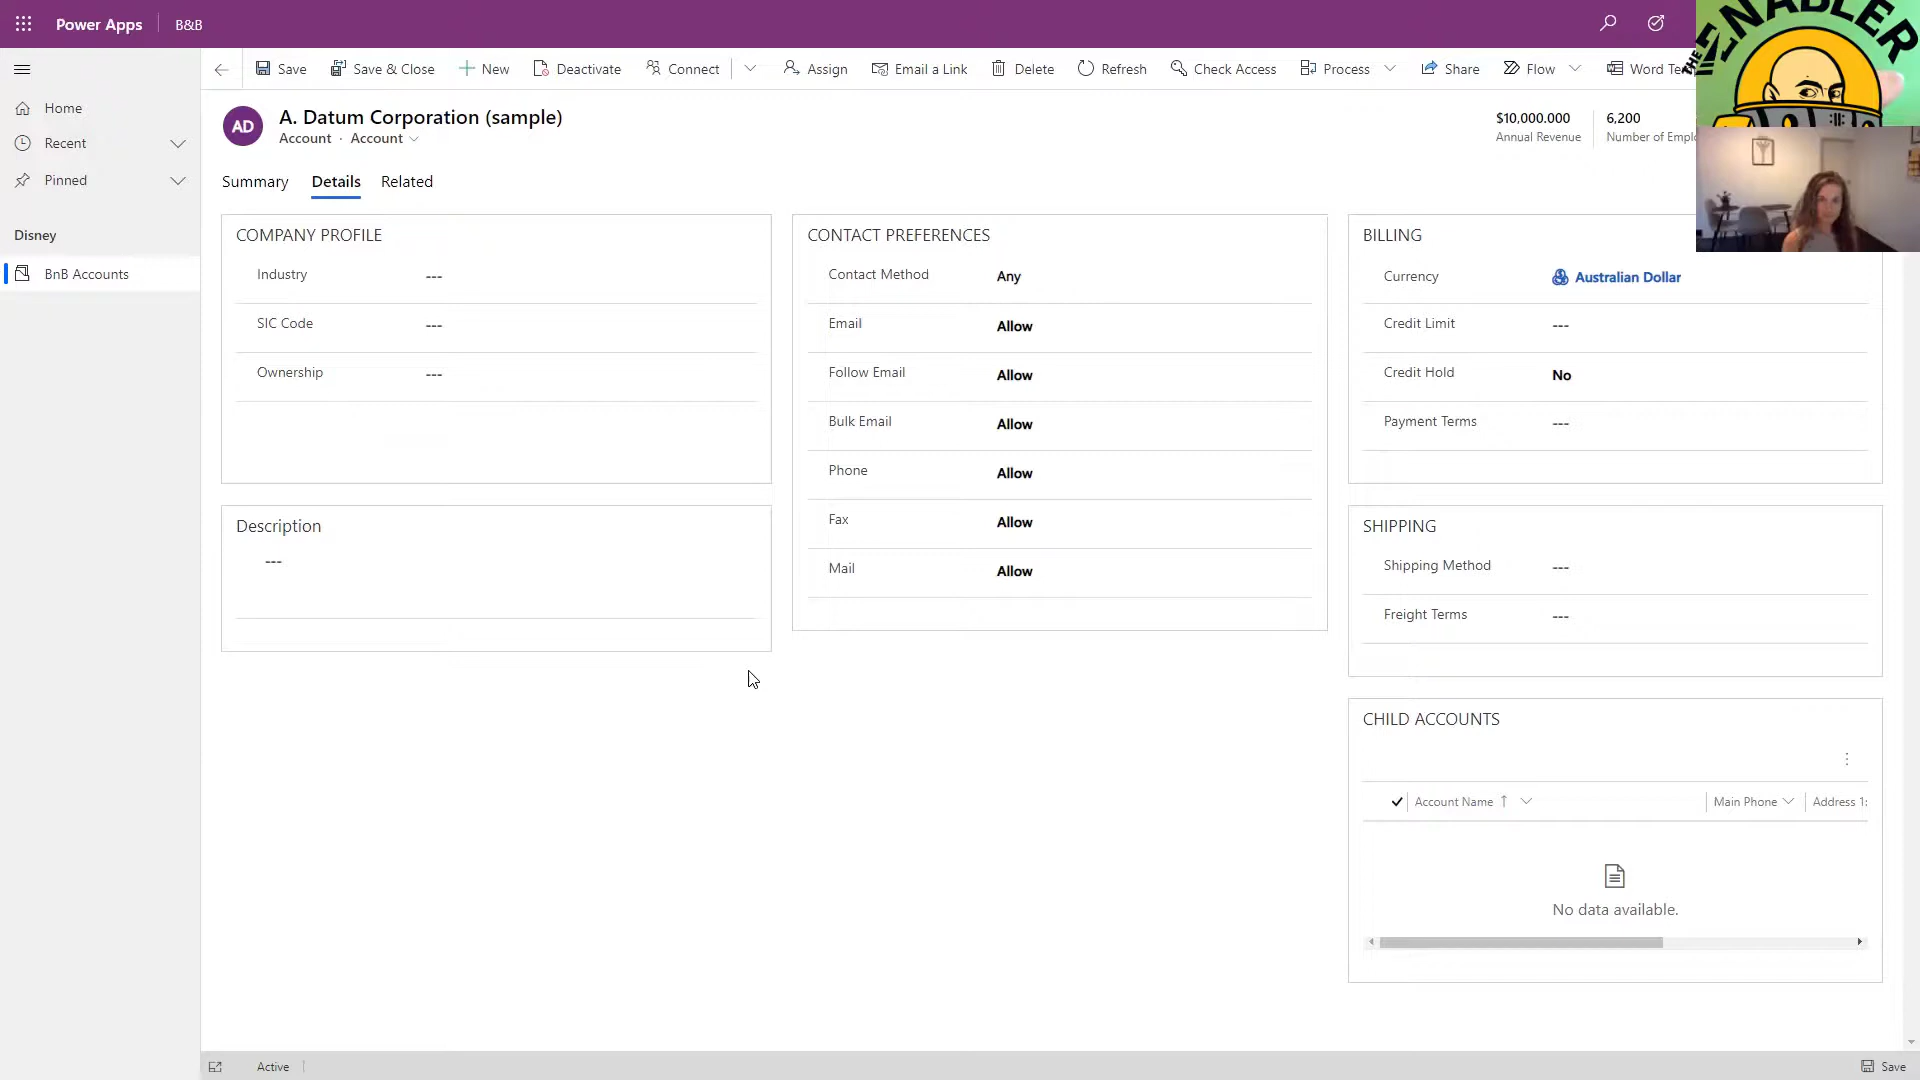 Power Apps B&B
THE ENABLER
Save Save & Close New Deactivate Connect Assign Email a Link Delete Refresh Check Access Process Share Flow Word
Home
Recent
Pinned
Disney
BnB Accounts
AD
A. Datum Corporation (sample)
Account · Account
$10,000.000
Annual Revenue
6,200
Number of
Summary Details Related
COMPANY PROFILE
Industry ---
SIC Code ---
Ownership ---
Description
---
CONTACT PREFERENCES
Contact Method Any
Email Allow
Follow Email Allow
Bulk Email Allow
Phone Allow
Fax Allow
Mail Allow
BILLING
Currency Australian Dollar
Credit Limit ---
Credit Hold No
Payment Terms ---
SHIPPING
Shipping Method ---
Freight Terms ---
CHILD ACCOUNTS
Account Name ↑ Main Phone Address 1:
No data available.
Active
Save